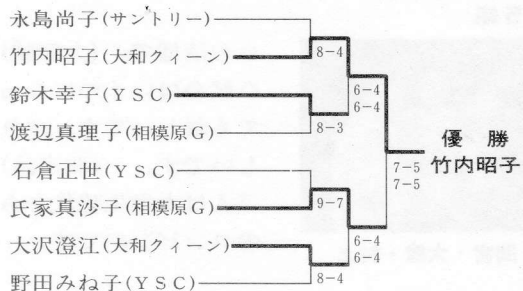 永島尚子(サントリー)
竹内昭子(大和クィーン)
鈴木幸子(YSC)
渡辺真理子(相模原G)
石倉正世(YSC)
氏家真沙子(相模原G)
大沢澄江(大和クィーン)
野田みね子(YSC)
8-4
8-3
9-7
8-4
6-4
6-4
6-4
6-4
7-5
7-5
優勝
竹内昭子